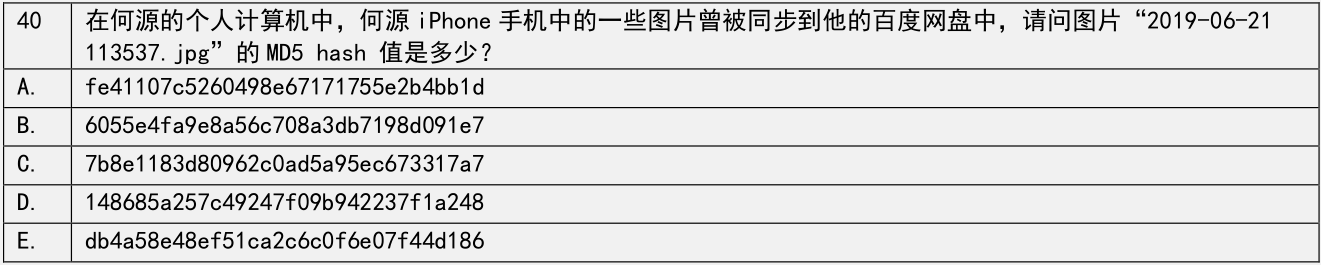 40 在何源的个人计算机中，何源 iPhone 手机中的一些图片曾被同步到他的百度网盘中，请问图片“2019-06-21
113537.jpg”的 MD5 hash 值是多少？
A. fe41107c5260498e67171755e2b4bb1d
B. 6055e4fa9e8a56c708a3db7198d091e7
C. 7b8e1183d80962c0ad5a95ec673317a7
D. 148685a257c49247f09b942237f1a248
E. db4a58e48ef51ca2c6c0f6e07f44d186